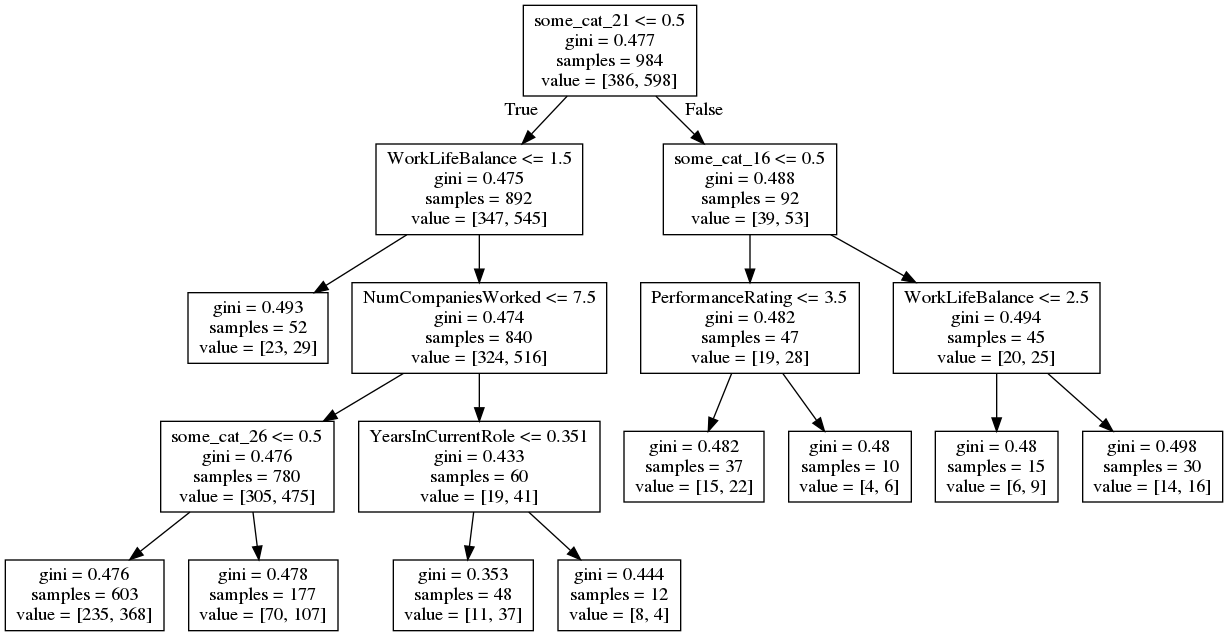 some_cat_21 <= 0.5
gini = 0.477
samples = 984
value = [386, 598]
True
False
WorkLifeBalance <= 1.5
gini = 0.475
samples = 892
value = [347, 545]
some_cat_16 <= 0.5
gini = 0.488
samples = 92
value = [39, 53]
gini = 0.493
samples = 52
value = [23, 29]
NumCompaniesWorked <= 7.5
gini = 0.474
samples = 840
value = [324, 516]
PerformanceRating <= 3.5
gini = 0.482
samples = 47
value = [19, 28]
WorkLifeBalance <= 2.5
gini = 0.494
samples = 45
value = [20, 25]
some_cat_26 <= 0.5
gini = 0.476
samples = 780
value = [305, 475]
YearsInCurrentRole <= 0.351
gini = 0.433
samples = 60
value = [19, 41]
gini = 0.482
samples = 37
value = [15, 22]
gini = 0.48
samples = 10
value = [4, 6]
gini = 0.48
samples = 15
value = [6, 9]
gini = 0.498
samples = 30
value = [14, 16]
gini = 0.476
samples = 603
value = [235, 368]
gini = 0.478
samples = 177
value = [70, 107]
gini = 0.353
samples = 48
value = [11, 37]
gini = 0.444
samples = 12
value = [8, 4]